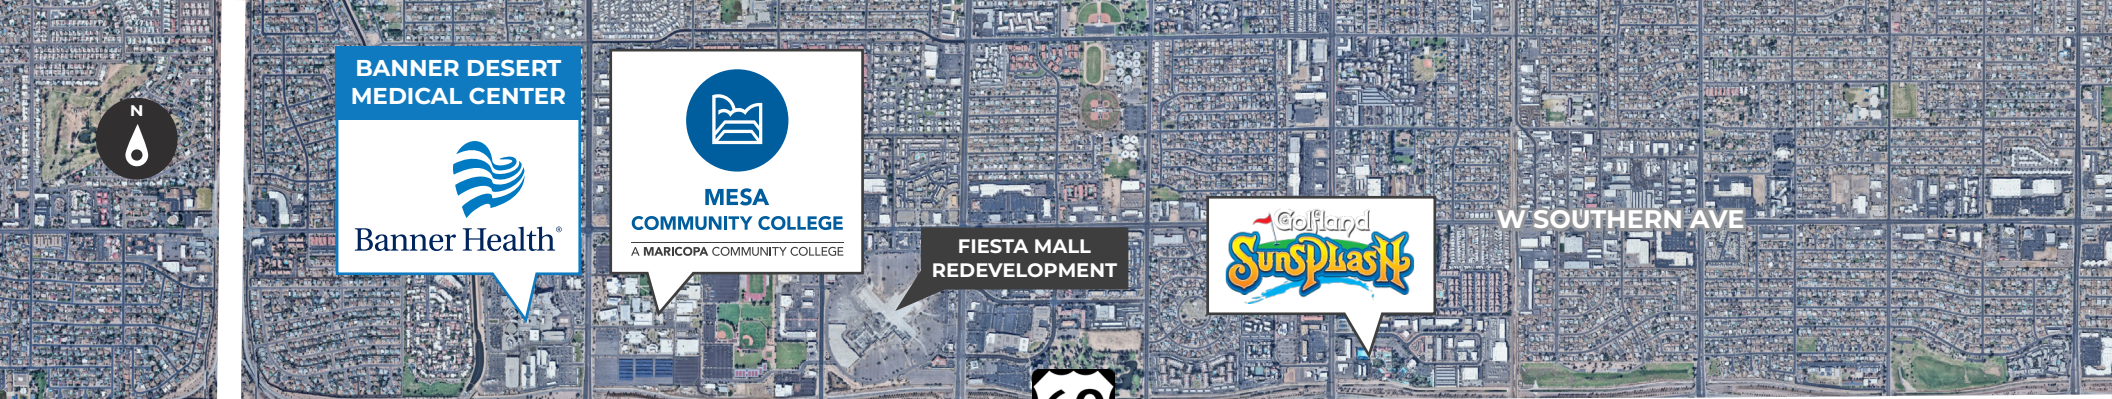 N
BANNER DESERT
MEDICAL CENTER
Banner Health®
MESA
COMMUNITY COLLEGE
A MARICOPA COMMUNITY COLLEGE
FIESTA MALL
REDEVELOPMENT
Golfland
SUNSPLASH
W SOUTHERN AVE